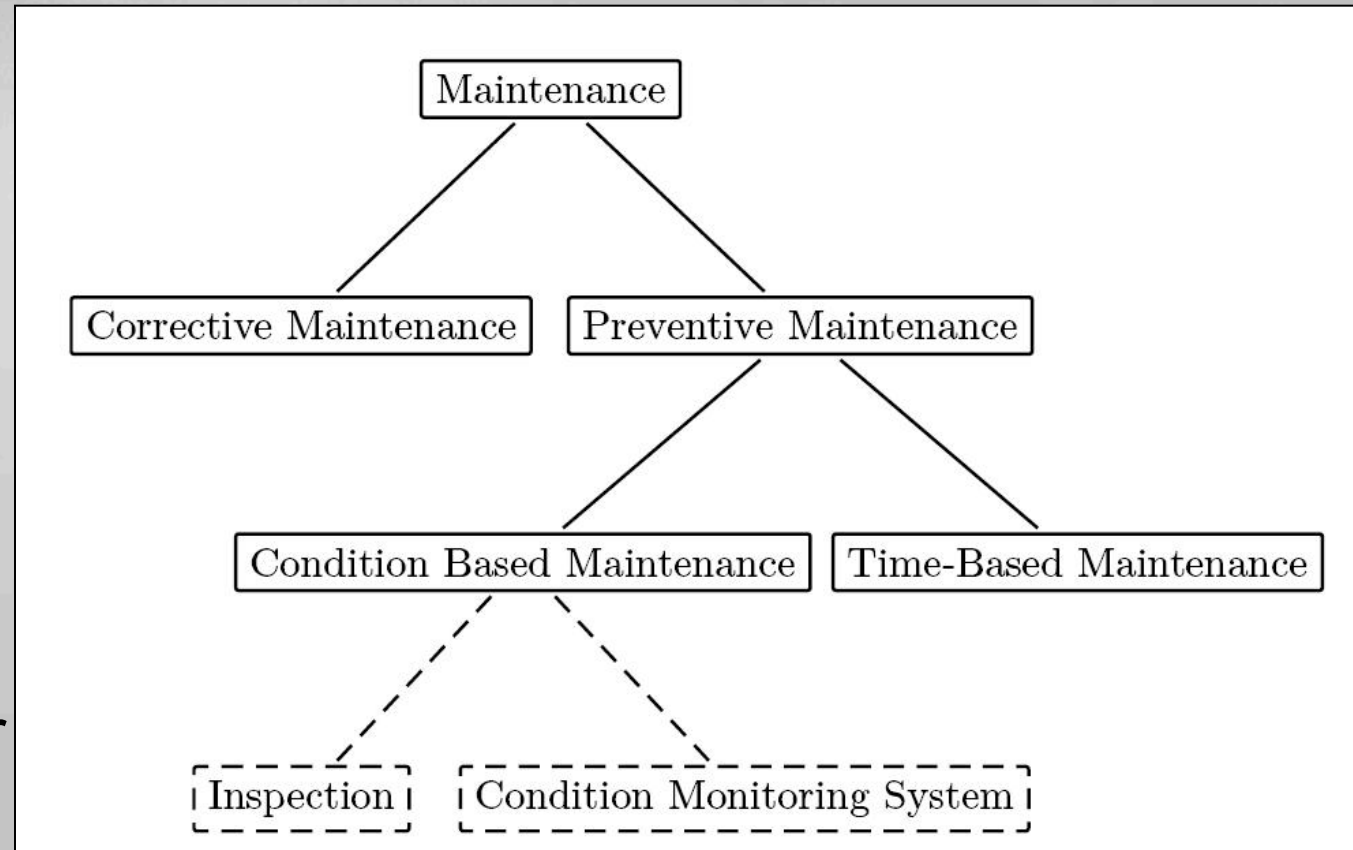 Maintenance
Corrective Maintenance
Preventive Maintenance
Condition Based Maintenance
Time-Based Maintenance
Inspection
Condition Monitoring System